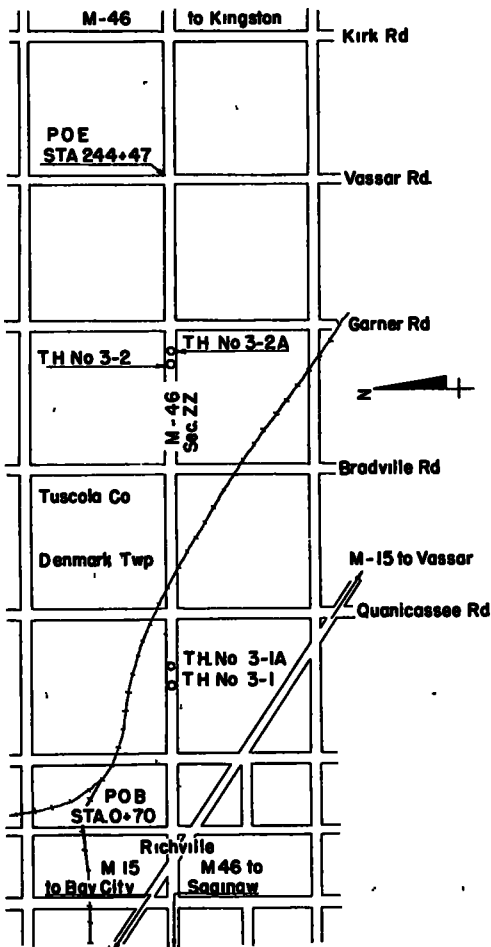 M-46 to Kingston
Kirk Rd
POE
STA 244+47
Vassar Rd.
Garner Rd
TH No 3-2A
TH No 3-2
N
M-46
Sec. ZZ
Bradville Rd
Tuscola Co
Denmark Twp
M-15 to Vassar
Quanicassee Rd
TH.No 3-1A
TH No 3-1
POB
STA.0+70
Richville
M 15
to Bay City
M46 to
Saginaw